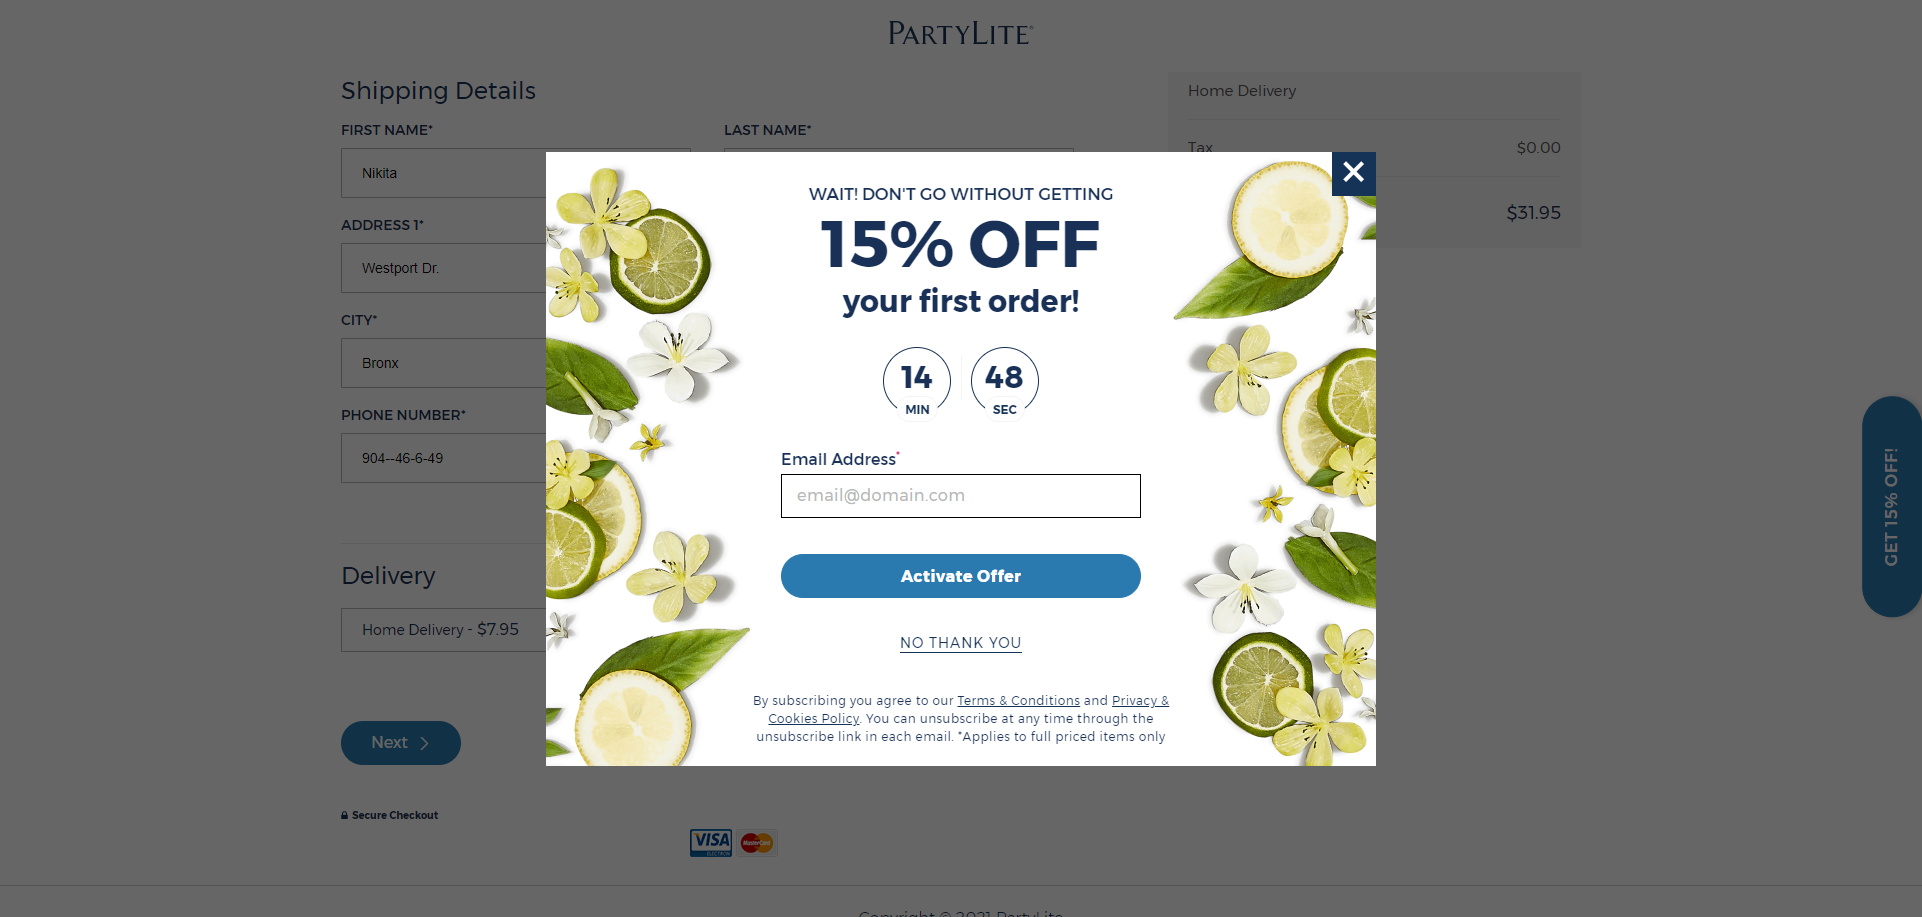 PARTYLITE
Shipping Details
FIRST NAME*
LAST NAME*
Nikita
ADDRESS 1*
Westport Dr.
CITY*
Bronx
PHONE NUMBER*
904--46-6-49
Delivery
Home Delivery - $7.95
Next
Secure Checkout
VISA
ELECTRON
MasterCard
Home Delivery
Tax $0.00
$31.95
WAIT! DON'T GO WITHOUT GETTING
15% OFF
your first order!
14 48
MIN SEC
Email Address*
email@domain.com
Activate Offer
NO THANK YOU
By subscribing you agree to our Terms & Conditions and Privacy &
Cookies Policy. You can unsubscribe at any time through the
unsubscribe link in each email. *Applies to full priced items only
GET 15% OFF!
Copyright © 2021 PartyLite